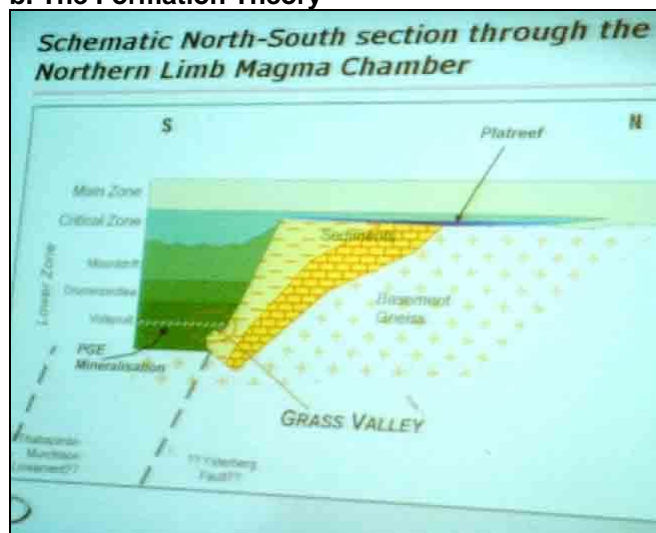 b. The Formation Theory
Schematic North-South section through the
Northern Limb Magma Chamber
S
N
Platreef
Main Zone
Critical Zone
Sediments
Lower Zone
Basement
Gneiss
PGE
Mineralisation
GRASS VALLEY
Fault??